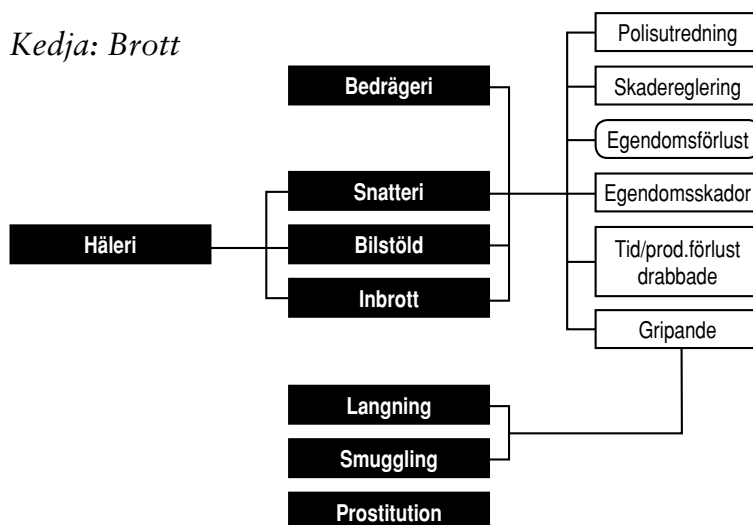 Kedja: Brott
Polisutredning
Bedrägeri
Skadereglering
Egendomsförlust
Snatteri
Egendomsskador
Häleri
Bilstöld
Tid/prod.förlust
drabbade
Inbrott
Gripande
Langning
Smuggling
Prostitution